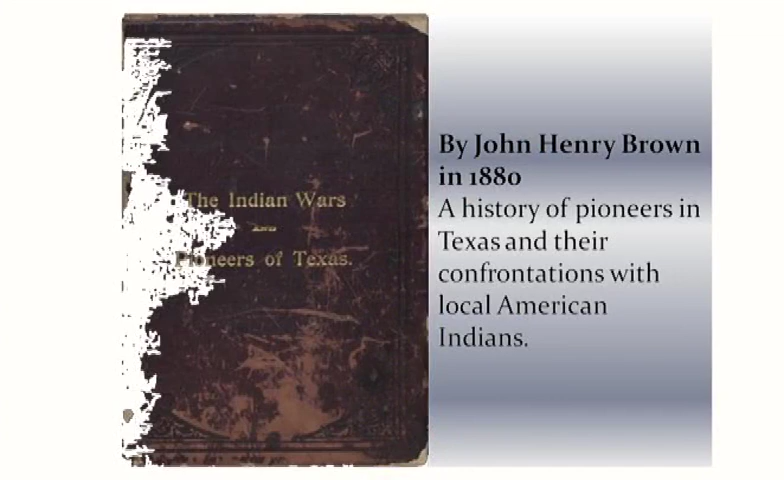 The Indian Wars
AND
Pioneers of Texas.
By John Henry Brown
in 1880
A history of pioneers in
Texas and their
confrontations with
local American
Indians.